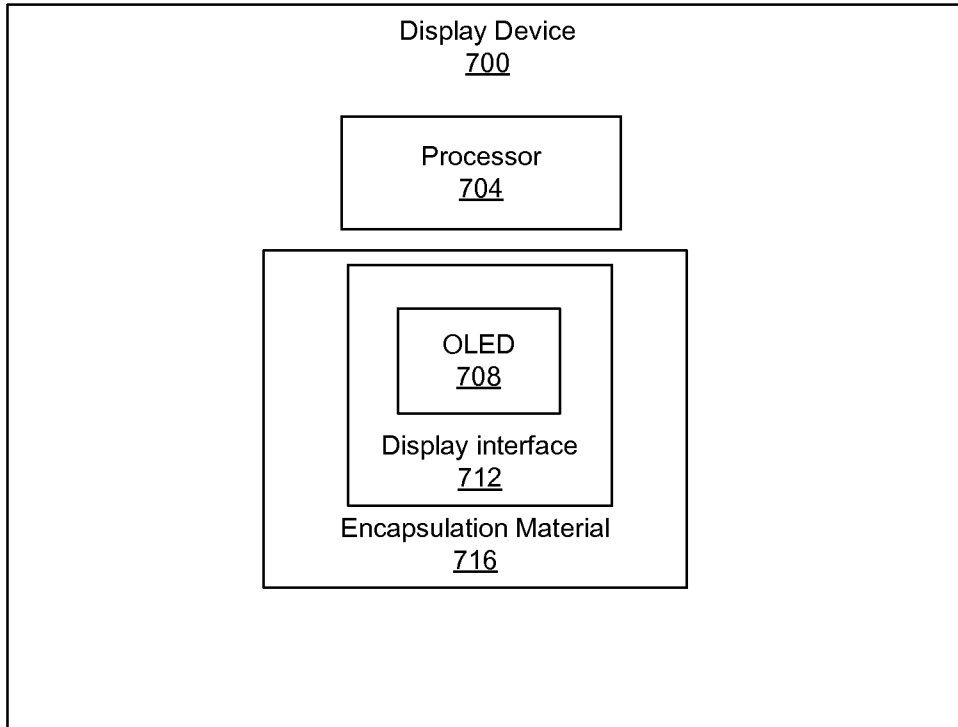 Display Device
700
Processor
704
OLED
708
Display interface
712
Encapsulation Material
716